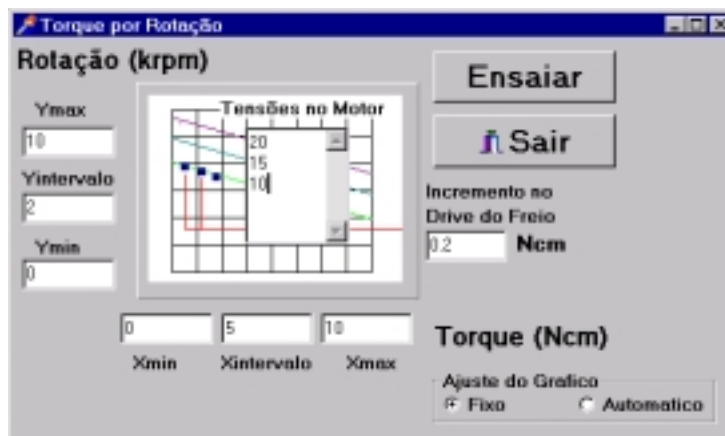 Torque por Rotação
Rotação (krpm)
Ymax
10
Yintervalo
2
Ymin
0
Tensões no Motor
20
15
10
Ensaiar
Sair
Incremento no
Drive do Freio
0.2 Ncm
0
5
10
Xmin
Xintervalo
Xmax
Torque (Ncm)
Ajuste do Grafico
Fixo
Automatico